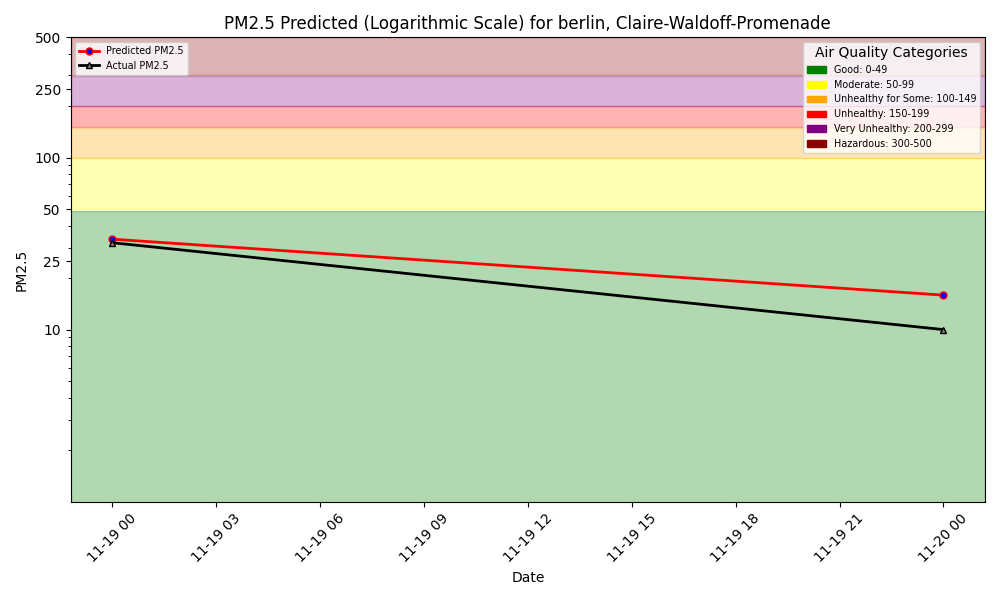 PM2.5 Predicted (Logarithmic Scale) for berlin, Claire-Waldoff-Promenade
Predicted PM2.5
Actual PM2.5
Air Quality Categories
Good: 0-49
Moderate: 50-99
Unhealthy for Some: 100-149
Unhealthy: 150-199
Very Unhealthy: 200-299
Hazardous: 300-500
PM2.5
500
250
100
50
25
10
11-19 00
11-19 03
11-19 06
11-19 09
11-19 12
11-19 15
11-19 18
11-19 21
11-20 00
Date